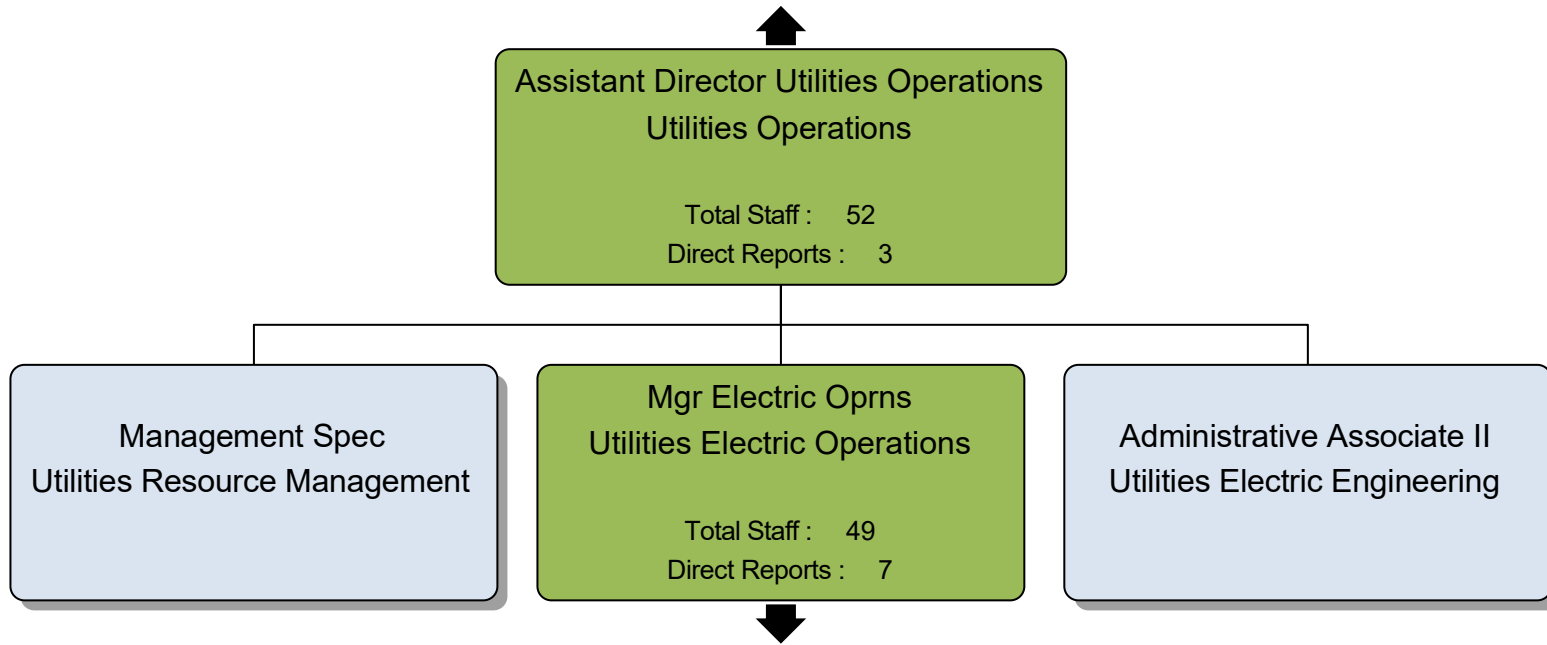 Assistant Director Utilities Operations
Utilities Operations
Total Staff : 52
Direct Reports : 3
Management Spec
Utilities Resource Management
Mgr Electric Oprns
Utilities Electric Operations
Total Staff : 49
Direct Reports : 7
Administrative Associate II
Utilities Electric Engineering